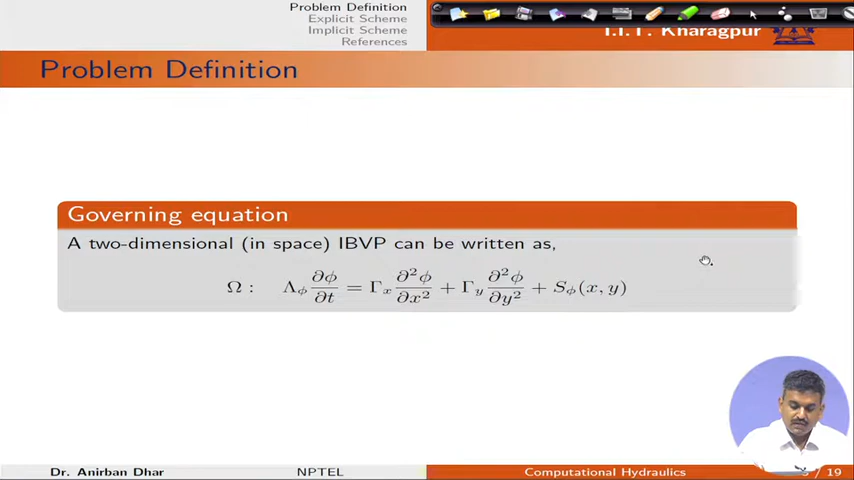 Problem Definition
Explicit Scheme
Implicit Scheme
References
I.I.T. Kharagpur
Problem Definition
Governing equation
A two-dimensional (in space) IBVP can be written as,
Ω : Λ_ϕ ∂ϕ/∂t = Γ_x ∂²ϕ/∂x² + Γ_y ∂²ϕ/∂y² + S_ϕ(x, y)
Dr. Anirban Dhar NPTEL Computational Hydraulics / 19